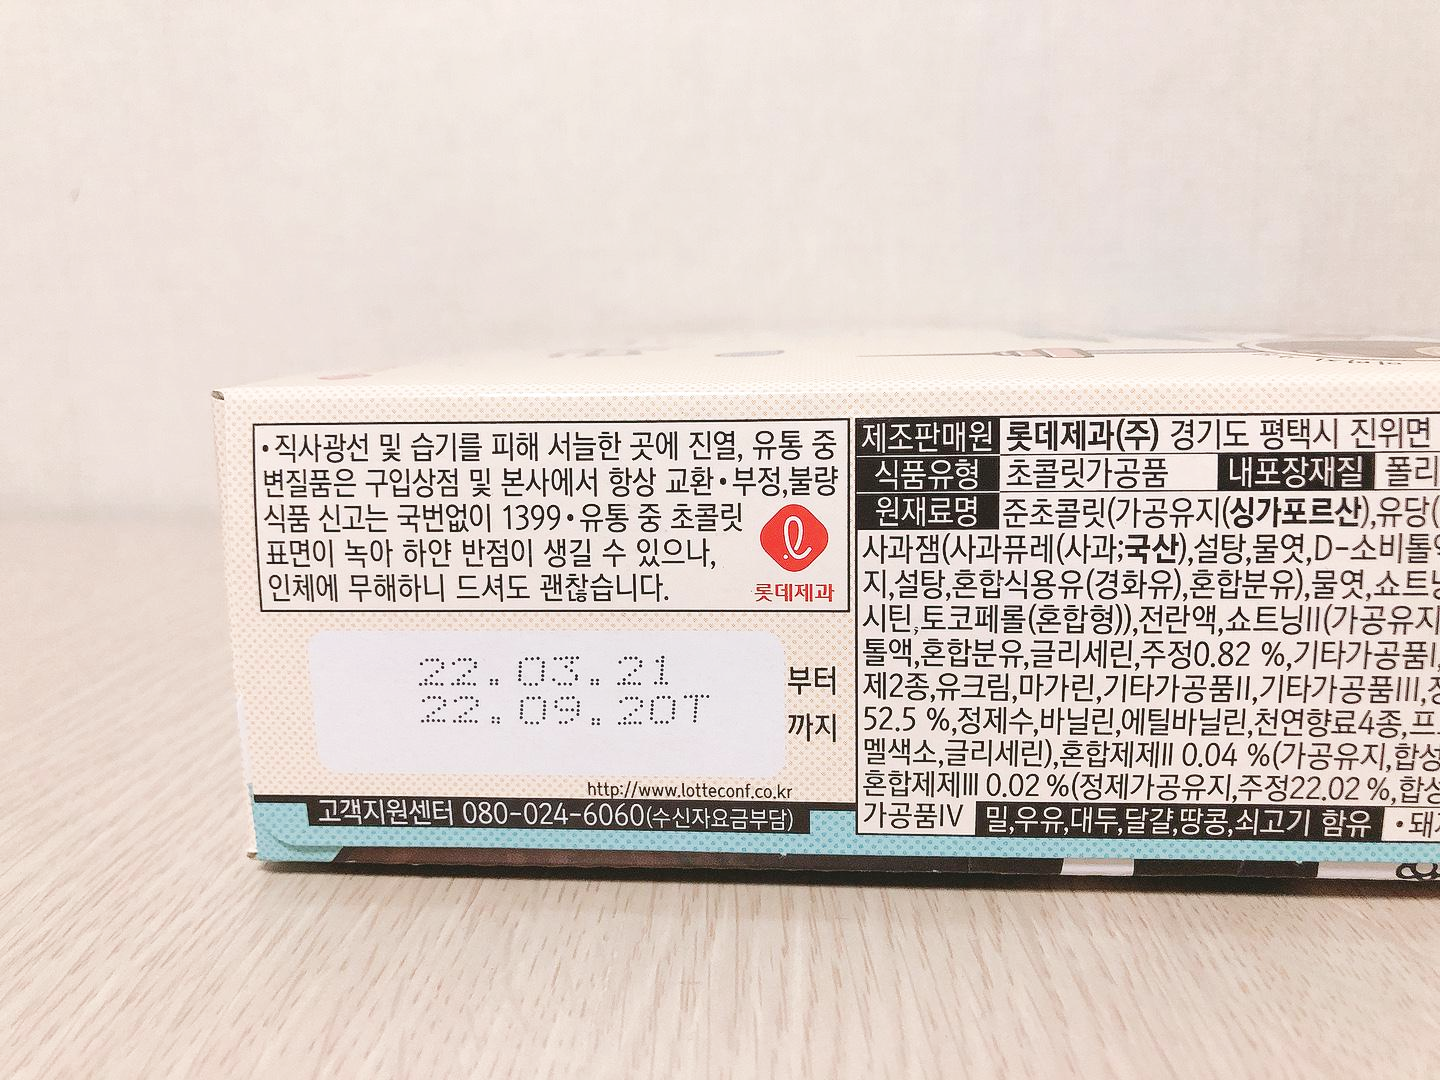 •직사광선 및 습기를 피해 서늘한 곳에 진열, 유통 중
변질품은 구입상점 및 본사에서 항상 교환•부정,불량
식품 신고는 국번없이 1399•유통 중 초콜릿
표면이 녹아 하얀 반점이 생길 수 있으나,
인체에 무해하니 드셔도 괜찮습니다.
롯데제과
22.03.21 부터
22.09.20T 까지
http://www.lotteconf.co.kr
고객지원센터 080-024-6060(수신자요금부담)
제조판매원 롯데제과(주) 경기도 평택시 진위면
식품유형 초콜릿가공품 내포장재질 폴리
원재료명 준초콜릿(가공유지(싱가포르산),유당(
사과잼(사과퓨레(사과;국산),설탕,물엿,D-소비톨
지,설탕,혼합식용유(경화유),혼합분유),물엿,쇼트닝
시틴,토코페롤(혼합형)),전란액,쇼트닝II(가공유지
톨액,혼합분유,글리세린,주정0.82 %,기타가공품I,
제2종,유크림,마가린,기타가공품II,기타가공품III,
52.5 %,정제수,바닐린,에틸바닐린,천연향료4종,프
멜색소,글리세린),혼합제제II 0.04 %(가공유지,합성
혼합제제III 0.02 %(정제가공유지,주정22.02 %,합성
가공품IV 밀,우유,대두,달걀,땅콩,쇠고기 함유 •돼지